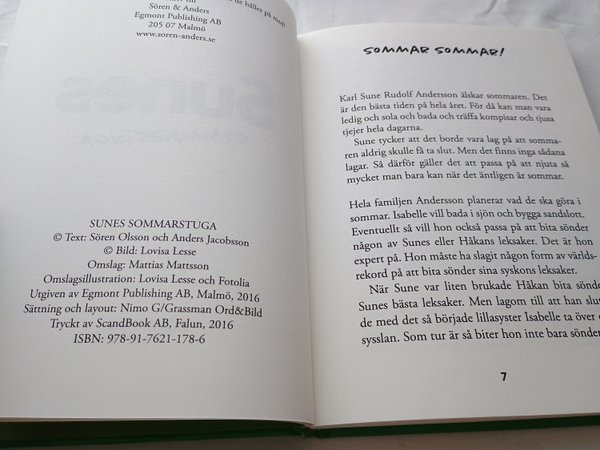 de håller på med?
Sören & Anders
Egmont Publishing AB
205 07 Malmö
www.soren-anders.se
SUNES SOMMARSTUGA
© Text: Sören Olsson och Anders Jacobsson
© Bild: Lovisa Lesse
Omslag: Mattias Mattsson
Omslagsillustration: Lovisa Lesse och Fotolia
Utgiven av Egmont Publishing AB, Malmö, 2016
Sättning och layout: Nimo G/Grassman Ord&Bild
Tryckt av ScandBook AB, Falun, 2016
ISBN: 978-91-7621-178-6
SOMMAR SOMMAR!
Karl Sune Rudolf Andersson älskar sommaren. Det
är den bästa tiden på hela året. För då kan man vara
ledig och sola och bada och träffa kompisar och tjusa
tjejer hela dagarna.
Sune tycker att det borde vara lag på att somma-
ren aldrig skulle få ta slut. Men det finns inga sådana
lagar. Så därför gäller det att passa på att njuta så
mycket man bara kan när det äntligen är sommar.
Hela familjen Andersson planerar vad de ska göra i
sommar. Isabelle vill bada i sjön och bygga sandslott.
Eventuellt så vill hon också passa på att bita sönder
någon av Sunes eller Håkans leksaker. Det är hon
expert på. Hon måste ha slagit någon form av världs-
rekord på att bita sönder sina syskons leksaker.
När Sune var liten brukade Håkan bita sönder
Sunes bästa leksaker. Men lagom till att han slut
de med det så började lillasyster Isabelle ta över
sysslan. Som tur är så biter hon inte bara sönder
7